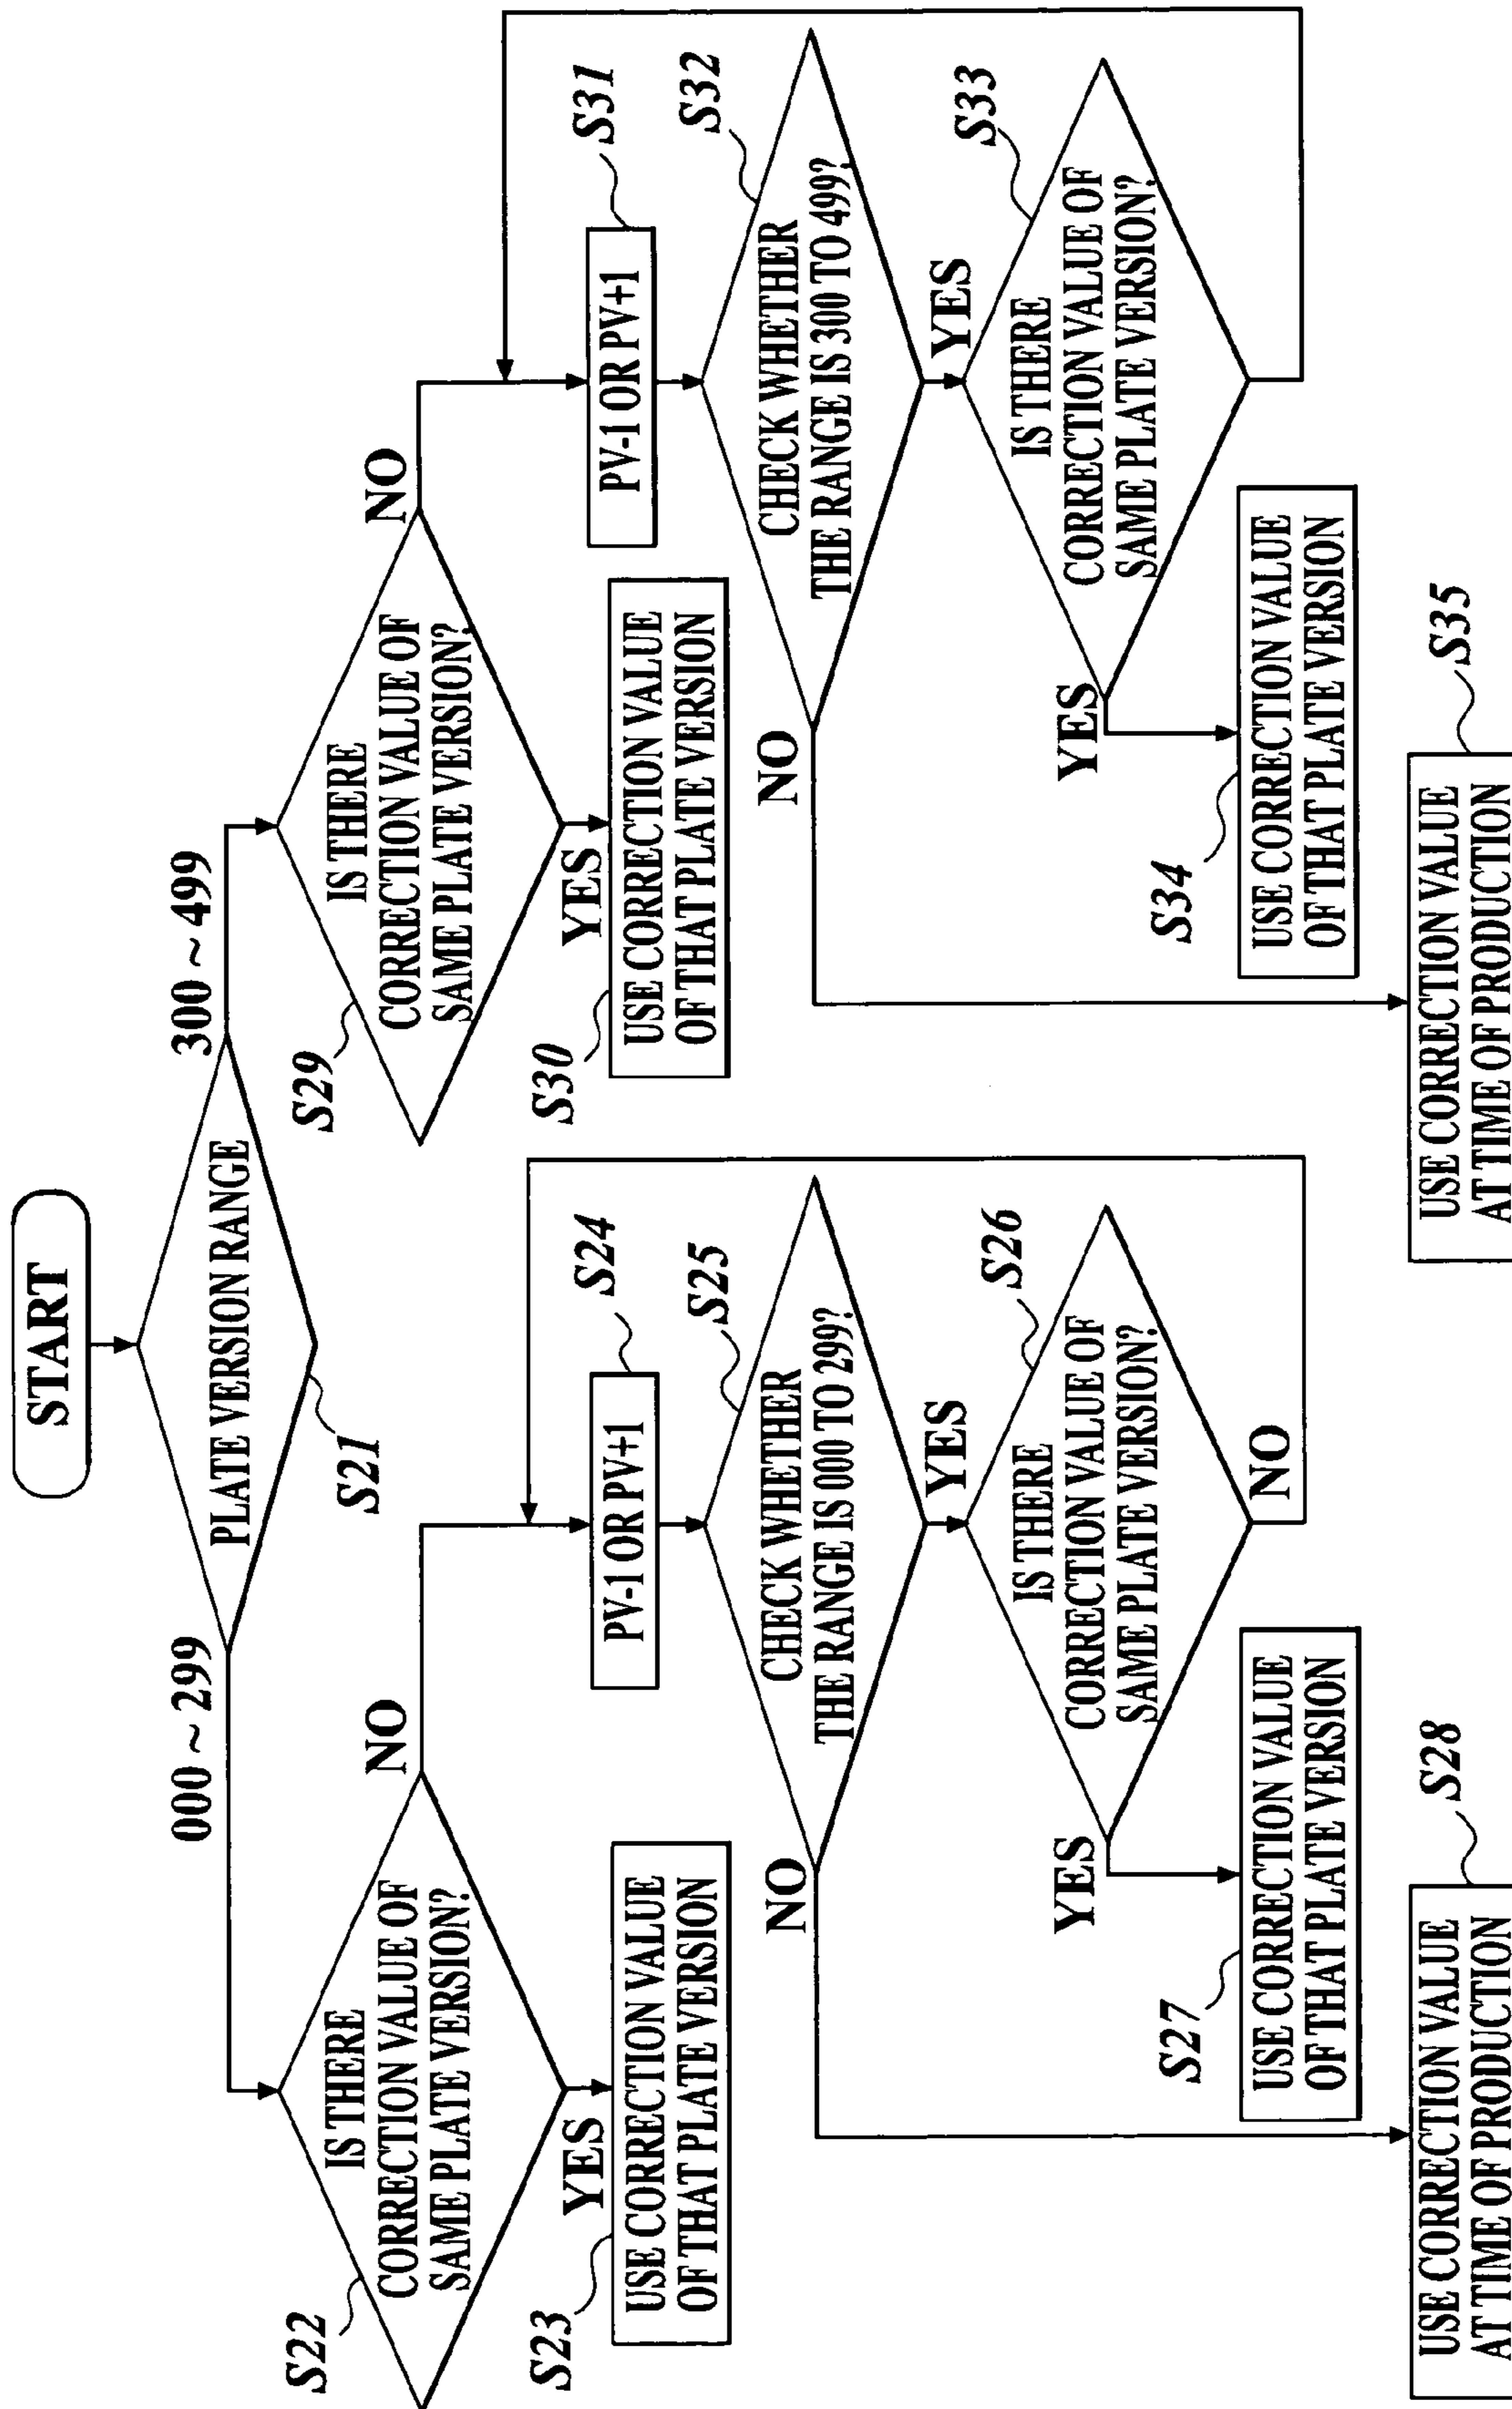 START
PLATE VERSION RANGE
S21
000 ~ 299
300 ~ 499
S22
IS THERE
CORRECTION VALUE OF
SAME PLATE VERSION?
NO
YES
S23
USE CORRECTION VALUE
OF THAT PLATE VERSION
S24
PV-1 OR PV+1
S25
CHECK WHETHER
THE RANGE IS 000 TO 299?
NO
YES
S26
IS THERE
CORRECTION VALUE OF
SAME PLATE VERSION?
YES
NO
S27
USE CORRECTION VALUE
OF THAT PLATE VERSION
S28
USE CORRECTION VALUE
AT TIME OF PRODUCTION
S29
IS THERE
CORRECTION VALUE OF
SAME PLATE VERSION?
NO
YES
S30
USE CORRECTION VALUE
OF THAT PLATE VERSION
S31
PV-1 OR PV+1
S32
CHECK WHETHER
THE RANGE IS 300 TO 499?
NO
YES
S33
IS THERE
CORRECTION VALUE OF
SAME PLATE VERSION?
YES
S34
USE CORRECTION VALUE
OF THAT PLATE VERSION
S35
USE CORRECTION VALUE
AT TIME OF PRODUCTION